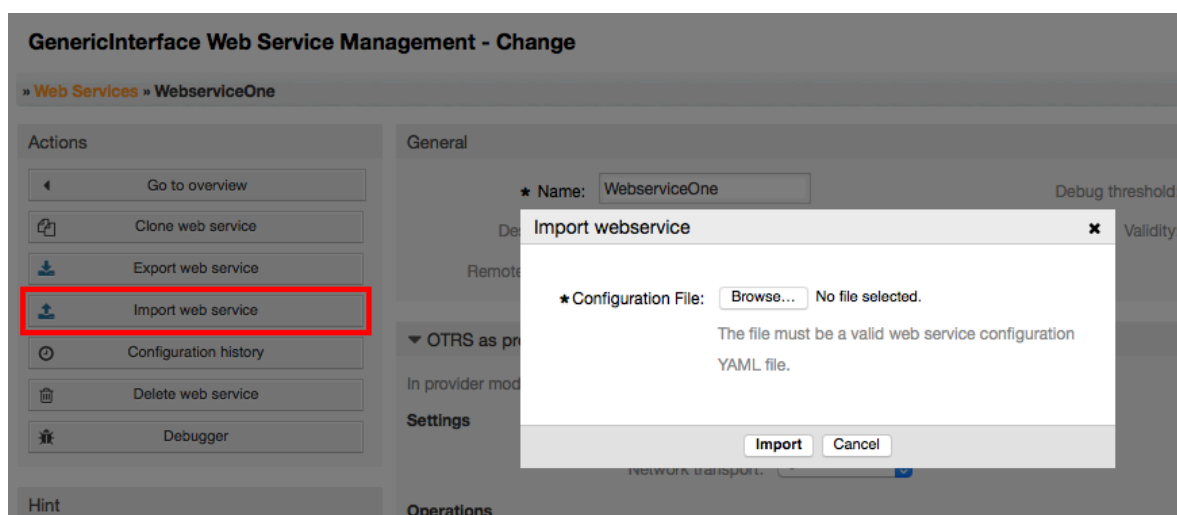 GenericInterface Web Service Management - Change
» Web Services » WebserviceOne
Actions
Go to overview
Clone web service
Export web service
Import web service
Configuration history
Delete web service
Debugger
Hint
General
★ Name: WebserviceOne
Debug threshold
Validity
Remote
Import webservice ×
★ Configuration File: Browse... No file selected.
The file must be a valid web service configuration
YAML file.
Import Cancel
OTRS as pr
In provider mod
Settings
Network transport:
Operations